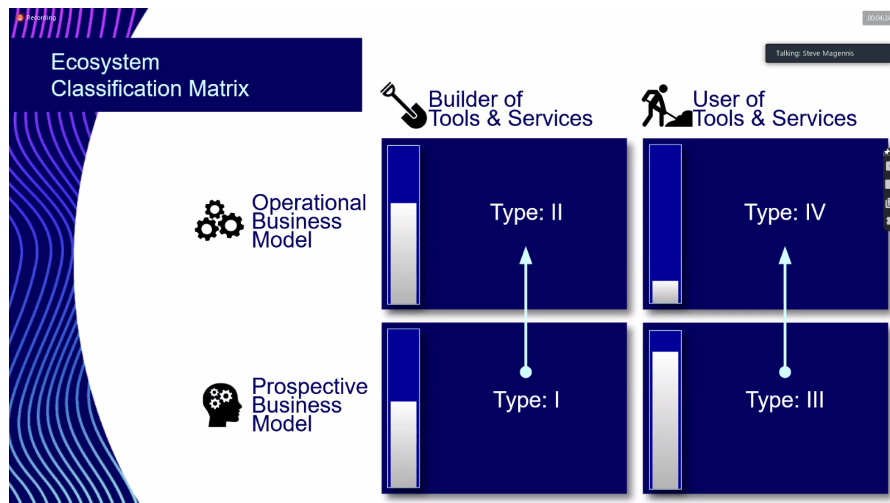 Recording
Talking: Steve Magennis
Ecosystem
Classification Matrix
Builder of
Tools & Services
User of
Tools & Services
Operational
Business
Model
Type: II
Type: IV
Prospective
Business
Model
Type: I
Type: III